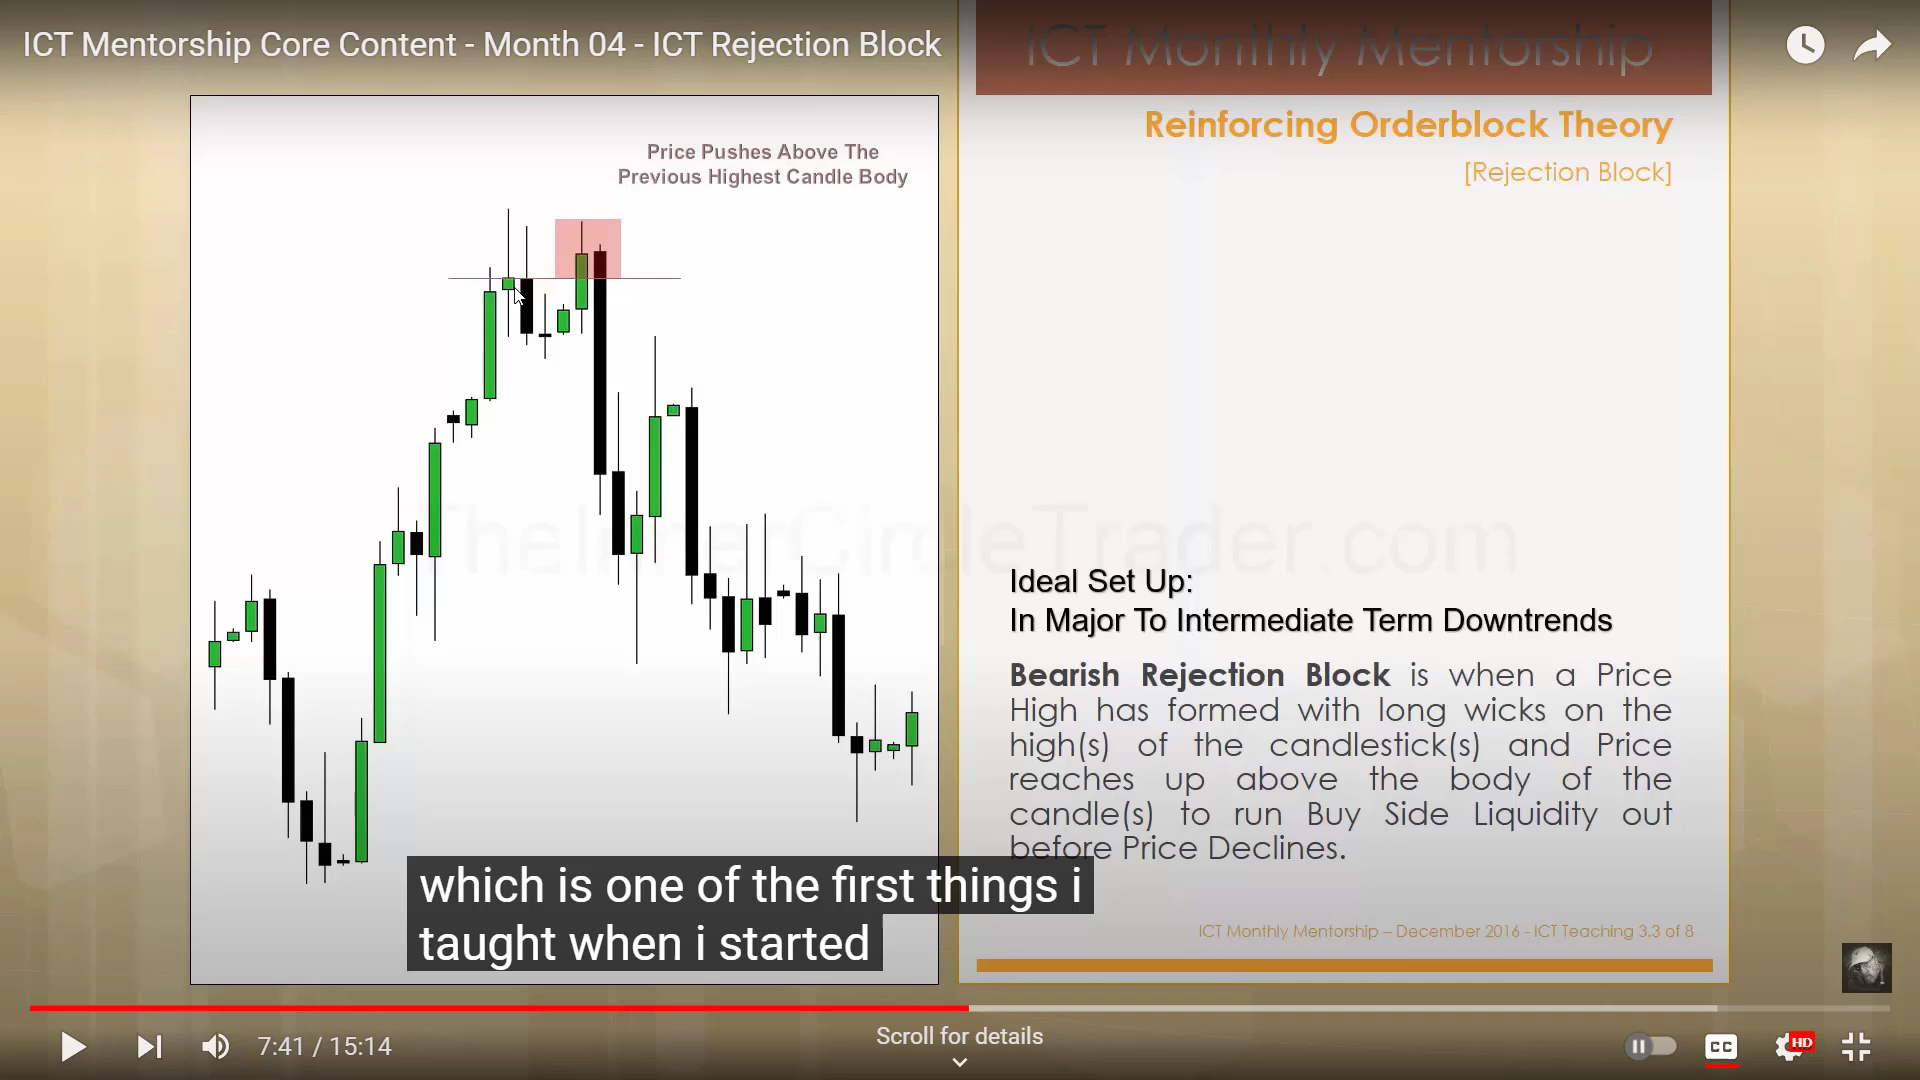 ICT Mentorship Core Content - Month 04 - ICT Rejection Block
ICT Monthly Mentorship
Reinforcing Orderblock Theory
[Rejection Block]
Price Pushes Above The
Previous Highest Candle Body
TheInnerCircleTrader.com
Ideal Set Up:
In Major To Intermediate Term Downtrends
Bearish Rejection Block is when a Price
High has formed with long wicks on the
high(s) of the candlestick(s) and Price
reaches up above the body of the
candle(s) to run Buy Side Liquidity out
before Price Declines.
which is one of the first things i
taught when i started
ICT Monthly Mentorship – December 2016 - ICT Teaching 3.3 of 8
7:41 / 15:14
Scroll for details
CC
HD